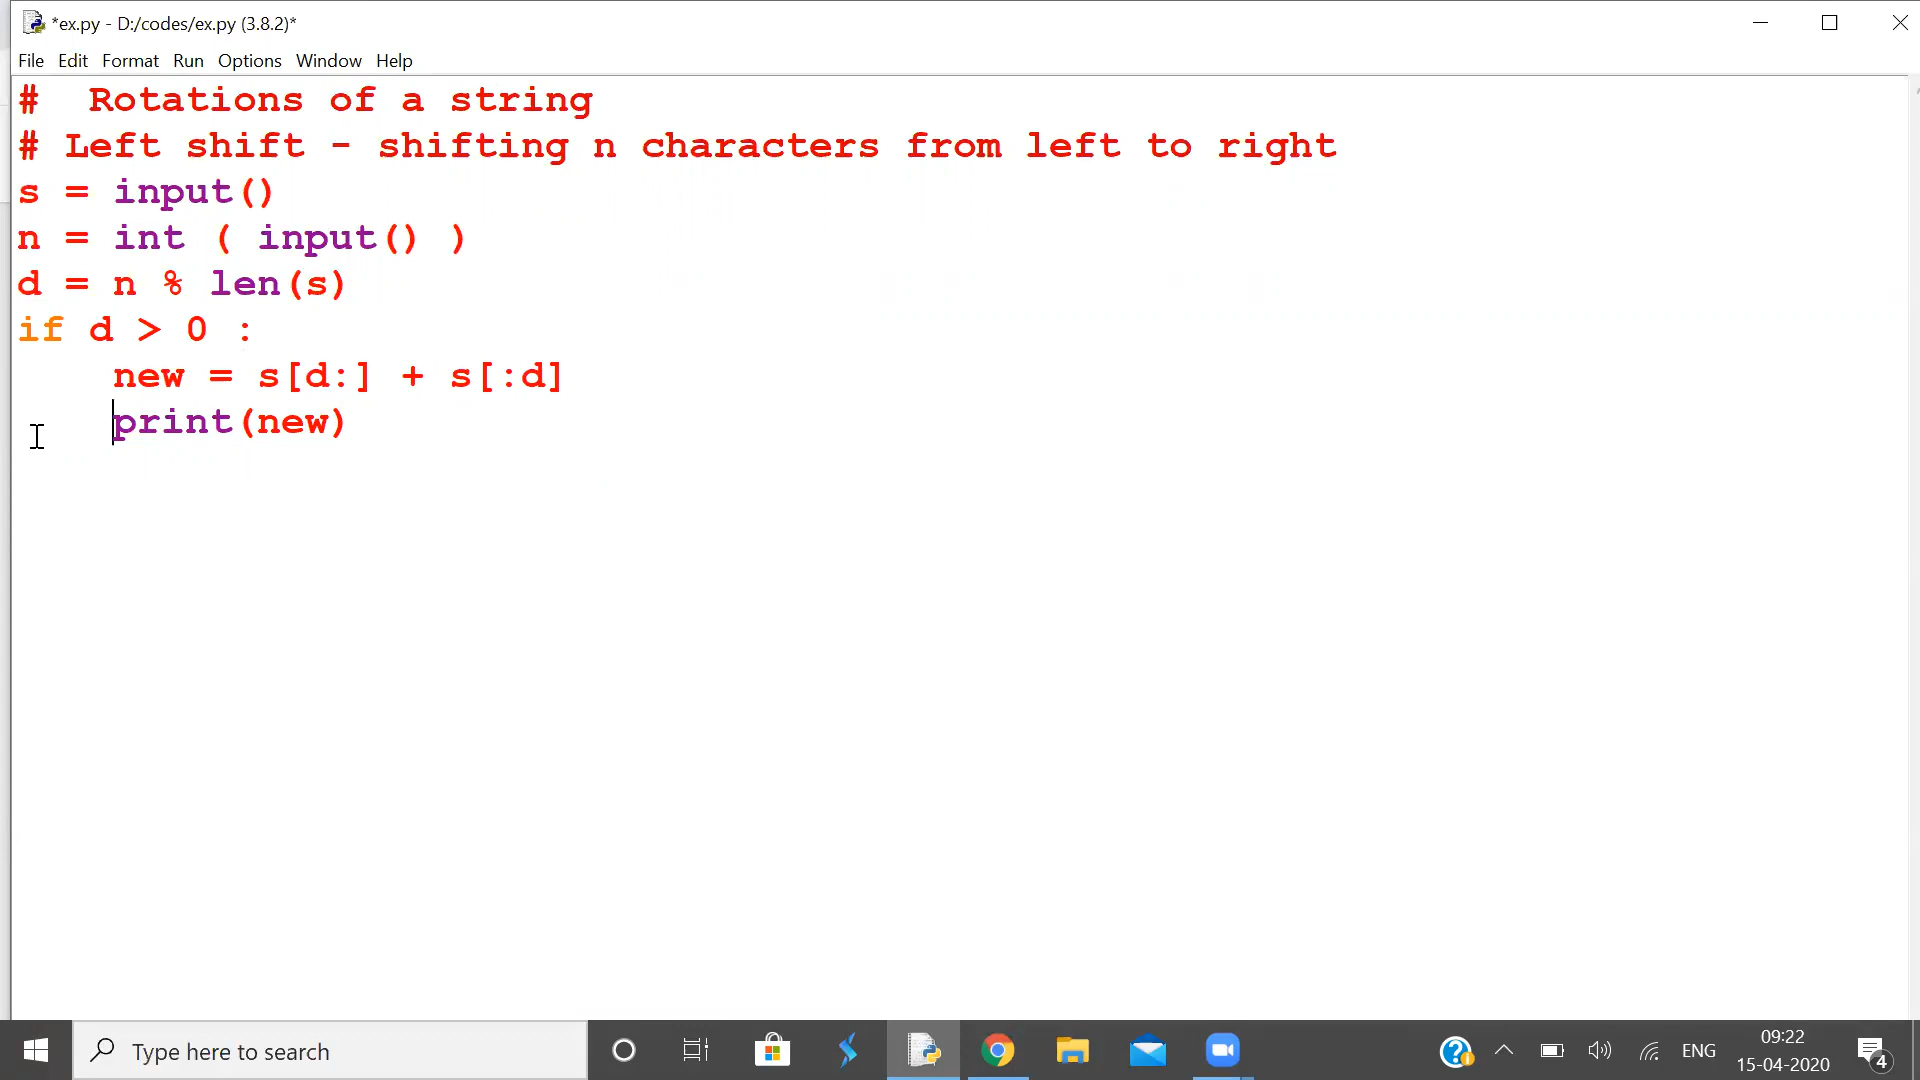 *ex.py - D:/codes/ex.py (3.8.2)*
File Edit Format Run Options Window Help
#  Rotations of a string
# Left shift - shifting n characters from left to right
s = input()
n = int ( input() )
d = n % len(s)
if d > 0 :
    new = s[d:] + s[:d]
    print(new)
Type here to search
ENG
09:22
15-04-2020
4